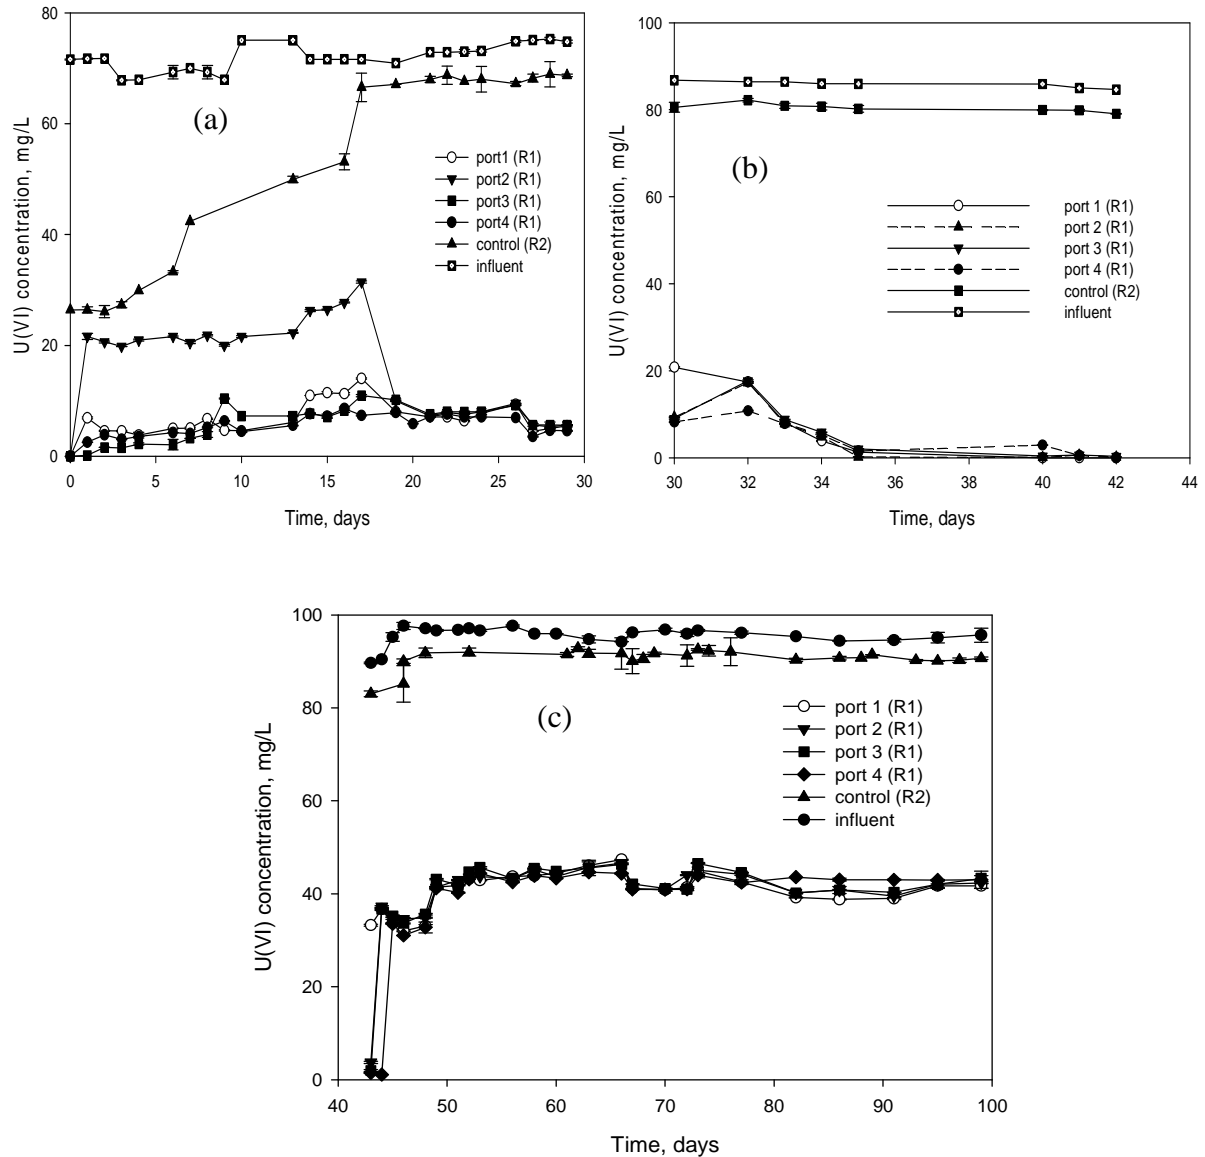 80
60
40
20
0
U(VI) concentration, mg/L
(a)
port1 (R1)
port2 (R1)
port3 (R1)
port4 (R1)
control (R2)
influent
0 5 10 15 20 25 30
Time, days
100
80
60
40
20
0
U(VI) concentration, mg/L
(b)
port 1 (R1)
port 2 (R1)
port 3 (R1)
port 4 (R1)
control (R2)
influent
30 32 34 36 38 40 42 44
Time, days
100
80
60
40
20
0
U(VI) concentration, mg/L
(c)
port 1 (R1)
port 2 (R1)
port 3 (R1)
port 4 (R1)
control (R2)
influent
40 50 60 70 80 90 100
Time, days